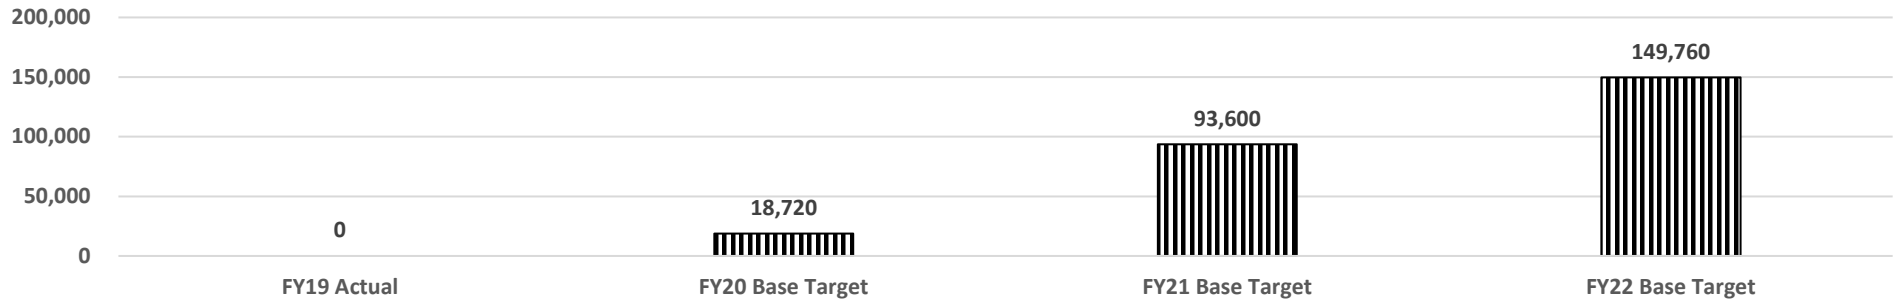 200,000
150,000
100,000
50,000
0
0
18,720
93,600
149,760
FY19 Actual
FY20 Base Target
FY21 Base Target
FY22 Base Target